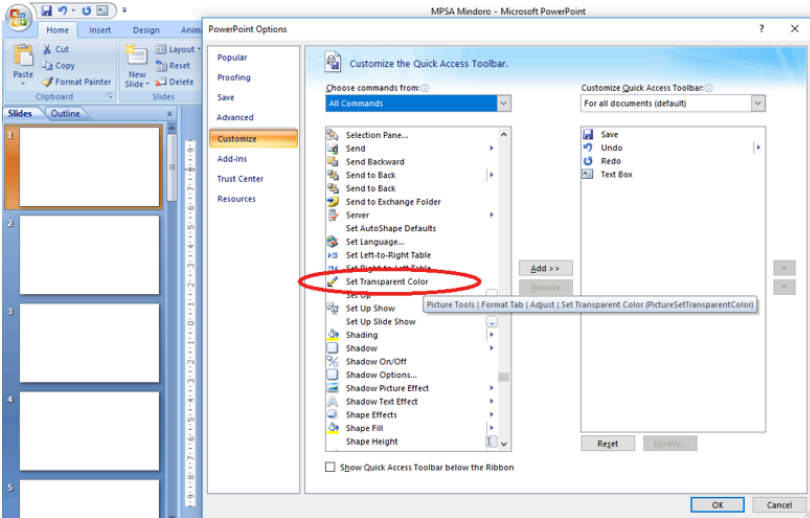 MPSA Mindoro - Microsoft PowerPoint
Home Insert Design Anim
Paste
Cut
Copy
Format Painter
Clipboard
New Slide
Layout
Reset
Delete
Slides
Slides Outline
1
2
3
4
5
PowerPoint Options
? X
Popular
Proofing
Save
Advanced
Customize
Add-Ins
Trust Center
Resources
Customize the Quick Access Toolbar.
Choose commands from:
All Commands
Selection Pane...
Send
Send Backward
Send to Back
Send to Back
Send to Exchange Folder
Server
Set AutoShape Defaults
Set Language...
Set Left-to-Right Table
Set Right-to-Left Table
Set Transparent Color
Set Up
Picture Tools | Format Tab | Adjust | Set Transparent Color (PictureSetTransparentColor)
Set Up Show
Set Up Slide Show
Shading
Shadow
Shadow On/Off
Shadow Options...
Shadow Picture Effect
Shadow Text Effect
Shape Effects
Shape Fill
Shape Height
Show Quick Access Toolbar below the Ribbon
Add >>
Remove
Customize Quick Access Toolbar:
For all documents (default)
Save
Undo
Redo
Text Box
Reset Modify...
OK Cancel